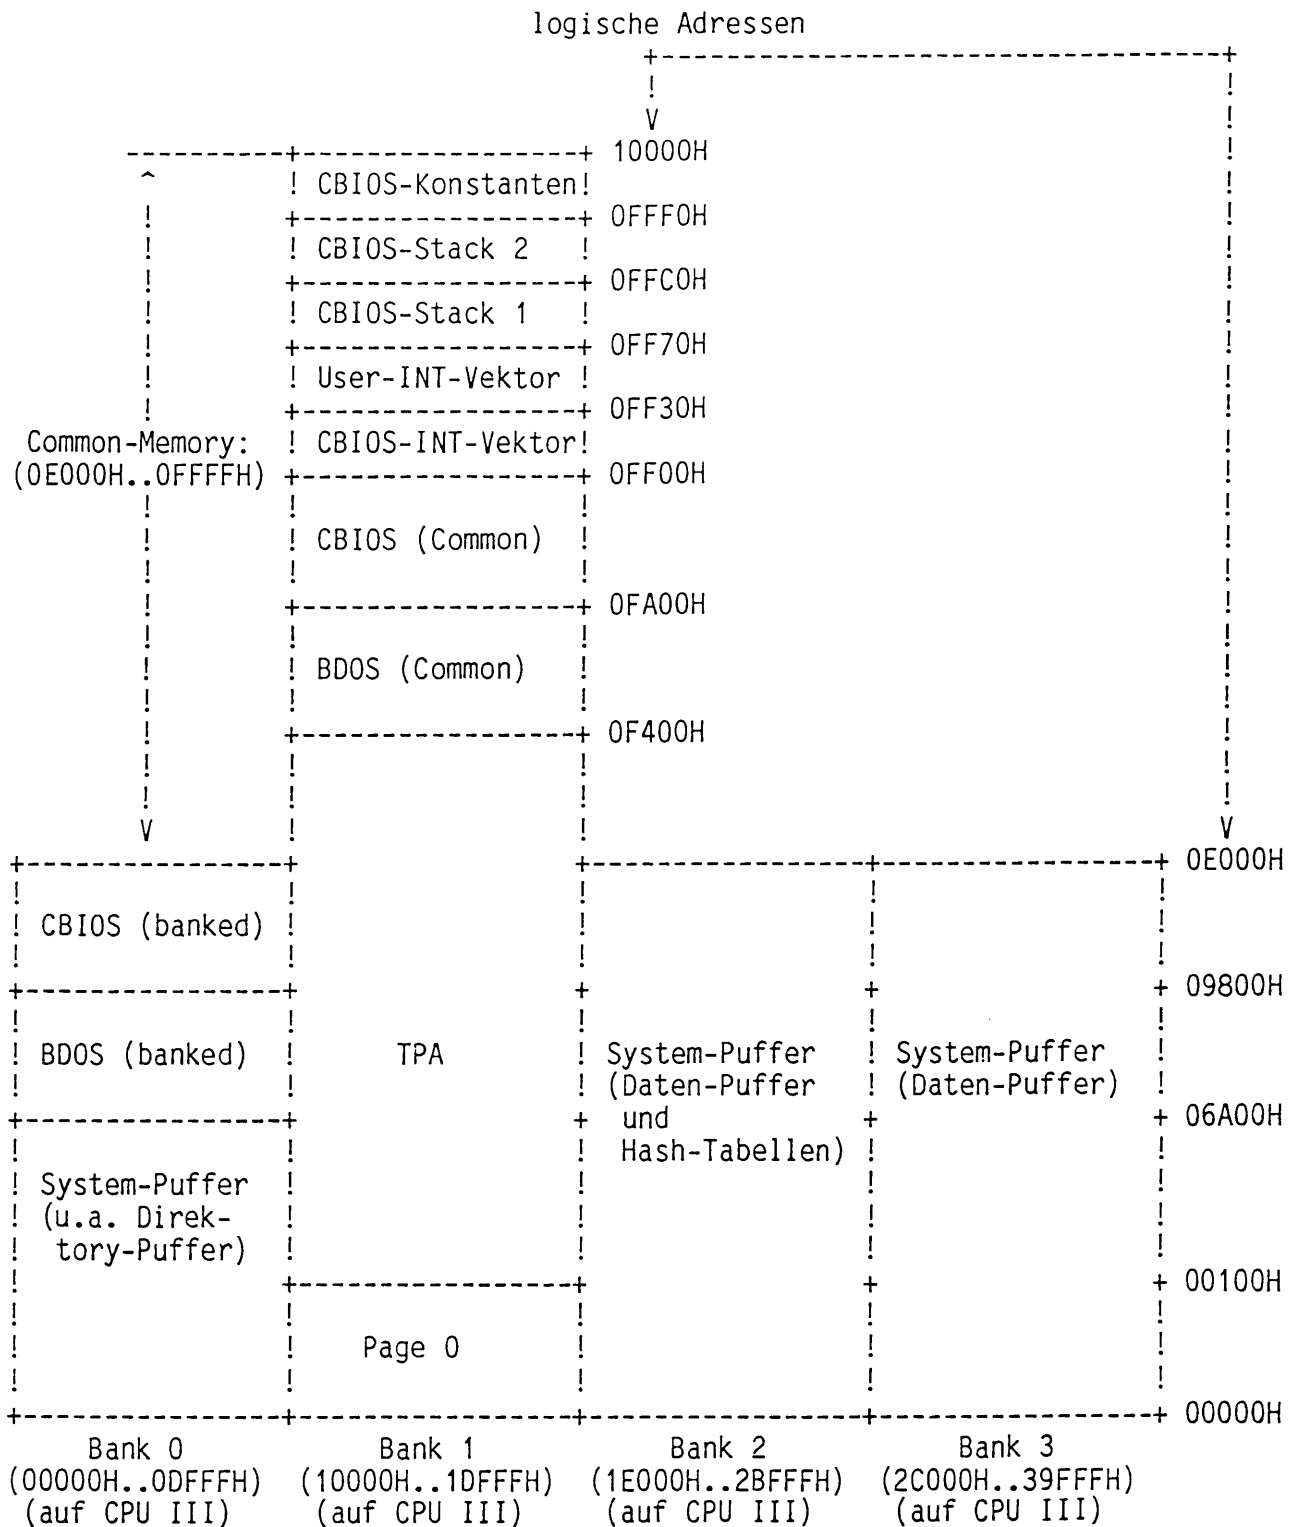 logische Adressen
10000H
CBIOS-Konstanten
0FFF0H
CBIOS-Stack 2
0FFC0H
CBIOS-Stack 1
0FF70H
User-INT-Vektor
0FF30H
Common-Memory: CBIOS-INT-Vektor
(0E000H..0FFFFH) 0FF00H
CBIOS (Common)
0FA00H
BDOS (Common)
0F400H
0E000H
CBIOS (banked)
09800H
BDOS (banked) TPA System-Puffer System-Puffer
(Daten-Puffer (Daten-Puffer)
und 06A00H
Hash-Tabellen)
System-Puffer
(u.a. Direk-
tory-Puffer)
00100H
Page 0
00000H
Bank 0 Bank 1 Bank 2 Bank 3
(00000H..0DFFFH) (10000H..1DFFFH) (1E000H..2BFFFH) (2C000H..39FFFH)
(auf CPU III) (auf CPU III) (auf CPU III) (auf CPU III)